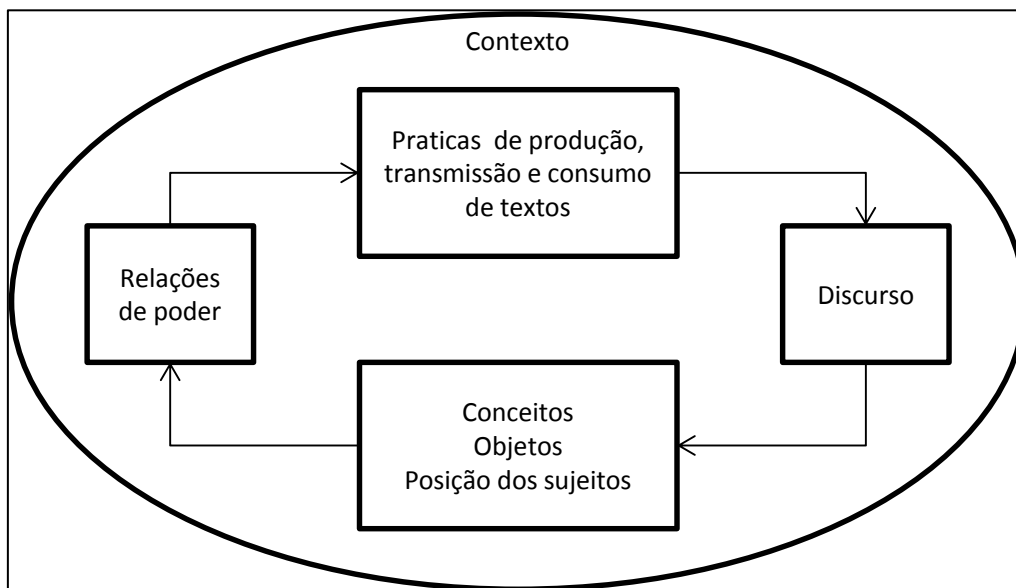 Contexto
Praticas de produção,
transmissão e consumo
de textos
Relações
de poder
Discurso
Conceitos
Objetos
Posição dos sujeitos